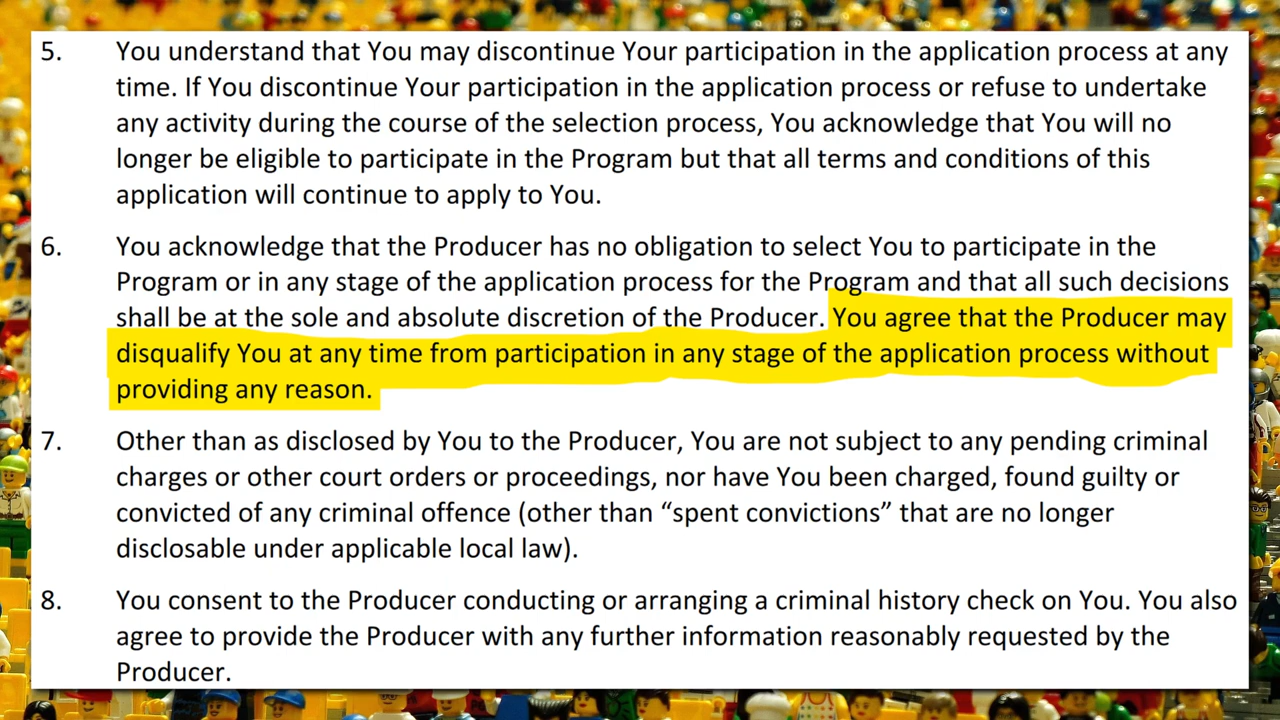 5. You understand that You may discontinue Your participation in the application process at any
time. If You discontinue Your participation in the application process or refuse to undertake
any activity during the course of the selection process, You acknowledge that You will no
longer be eligible to participate in the Program but that all terms and conditions of this
application will continue to apply to You.
6. You acknowledge that the Producer has no obligation to select You to participate in the
Program or in any stage of the application process for the Program and that all such decisions
shall be at the sole and absolute discretion of the Producer. You agree that the Producer may
disqualify You at any time from participation in any stage of the application process without
providing any reason.
7. Other than as disclosed by You to the Producer, You are not subject to any pending criminal
charges or other court orders or proceedings, nor have You been charged, found guilty or
convicted of any criminal offence (other than “spent convictions” that are no longer
disclosable under applicable local law).
8. You consent to the Producer conducting or arranging a criminal history check on You. You also
agree to provide the Producer with any further information reasonably requested by the
Producer.